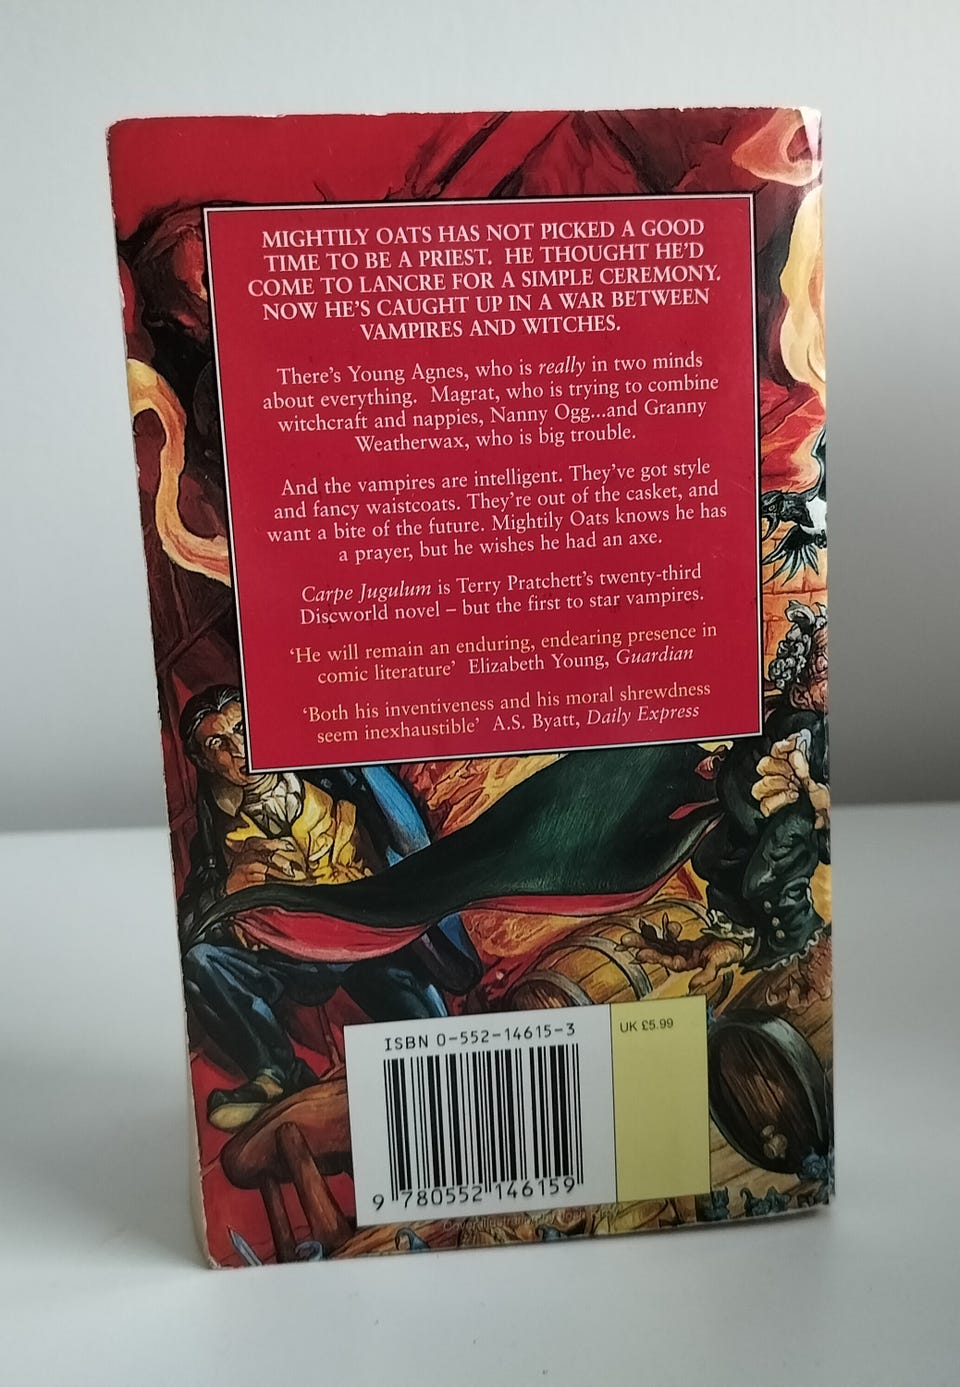 MIGHTILY OATS HAS NOT PICKED A GOOD
TIME TO BE A PRIEST. HE THOUGHT HE'D
COME TO LANCRE FOR A SIMPLE CEREMONY.
NOW HE'S CAUGHT UP IN A WAR BETWEEN
VAMPIRES AND WITCHES.
There's Young Agnes, who is really in two minds
about everything. Magrat, who is trying to combine
witchcraft and nappies, Nanny Ogg...and Granny
Weatherwax, who is big trouble.
And the vampires are intelligent. They've got style
and fancy waistcoats. They're out of the casket, and
want a bite of the future. Mightily Oats knows he has
a prayer, but he wishes he had an axe.
Carpe Jugulum is Terry Pratchett's twenty-third
Discworld novel – but the first to star vampires.
'He will remain an enduring, endearing presence in
comic literature' Elizabeth Young, Guardian
'Both his inventiveness and his moral shrewdness
seem inexhaustible' A.S. Byatt, Daily Express
ISBN 0-552-14615-3
UK £5.99
9 780552 146159
Cover illustration by Josh